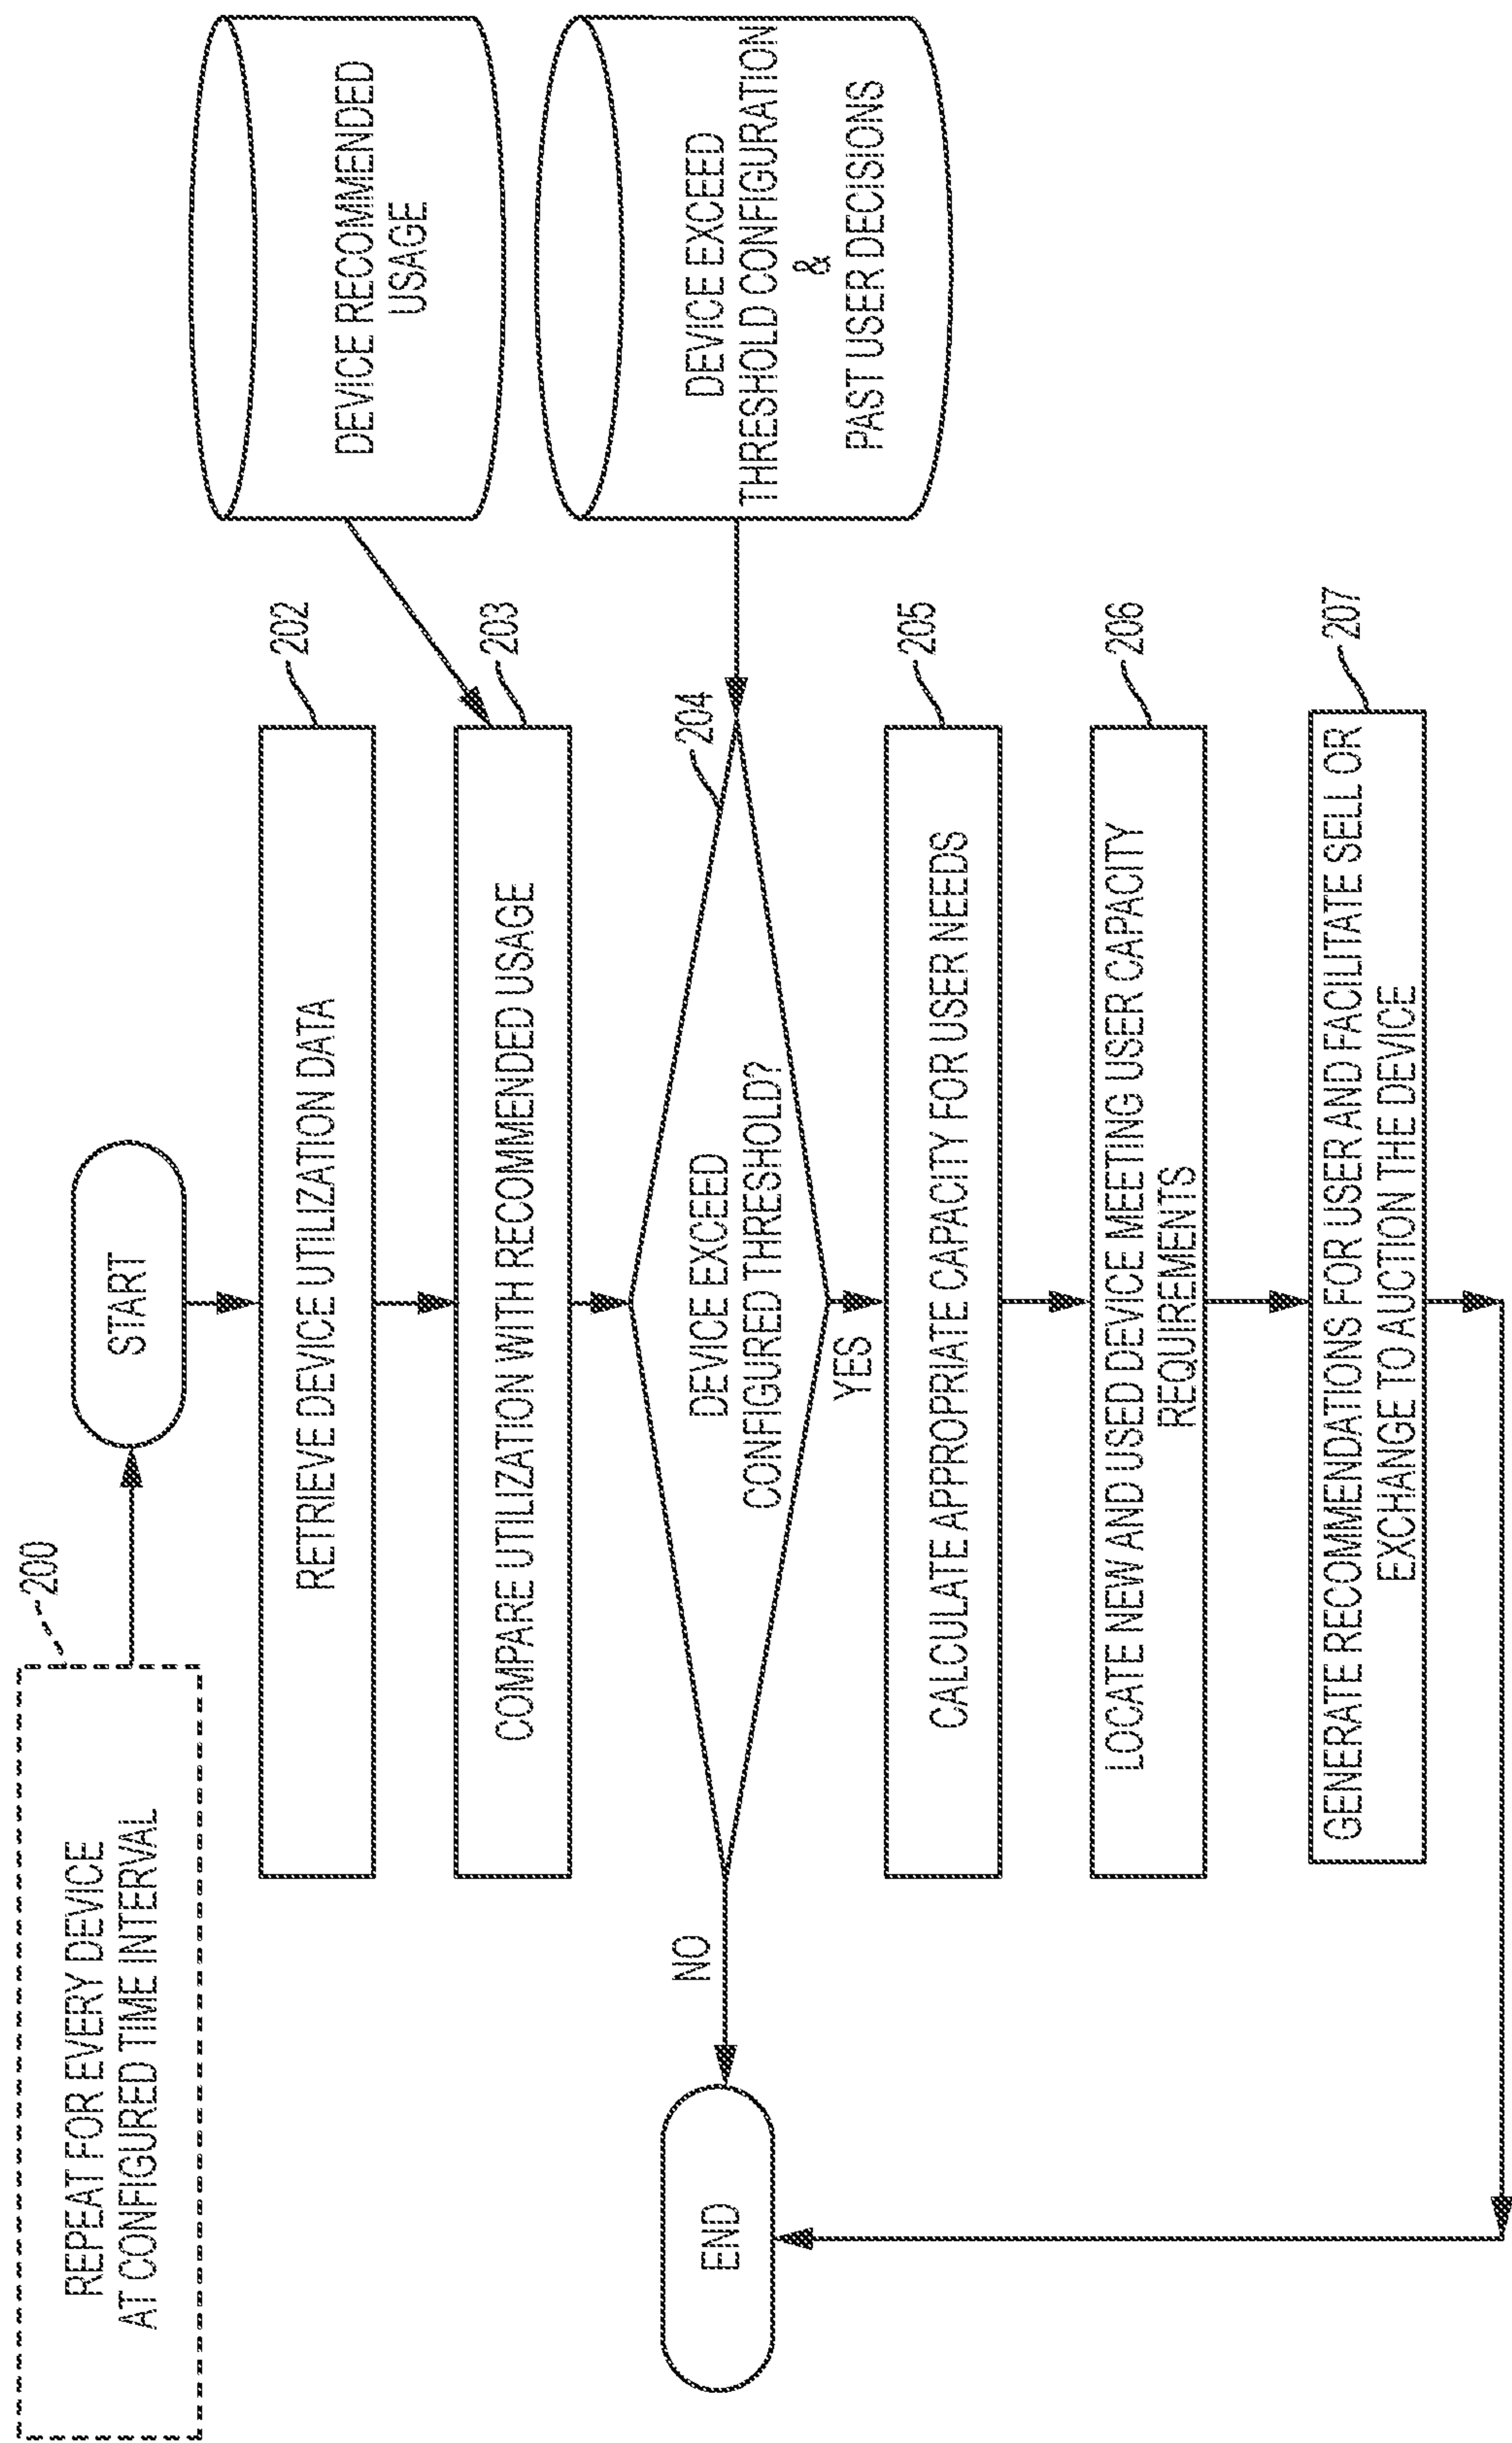 REPEAT FOR EVERY DEVICE
AT CONFIGURED TIME INTERVAL
200
START
RETRIEVE DEVICE UTILIZATION DATA
202
DEVICE RECOMMENDED
USAGE
COMPARE UTILIZATION WITH RECOMMENDED USAGE
203
END
NO
DEVICE EXCEED
CONFIGURED THRESHOLD?
204
YES
DEVICE EXCEED
THRESHOLD CONFIGURATION
&
PAST USER DECISIONS
CALCULATE APPROPRIATE CAPACITY FOR USER NEEDS
205
LOCATE NEW AND USED DEVICE MEETING USER CAPACITY
REQUIREMENTS
206
GENERATE RECOMMENDATIONS FOR USER AND FACILITATE SELL OR
EXCHANGE TO AUCTION THE DEVICE
207